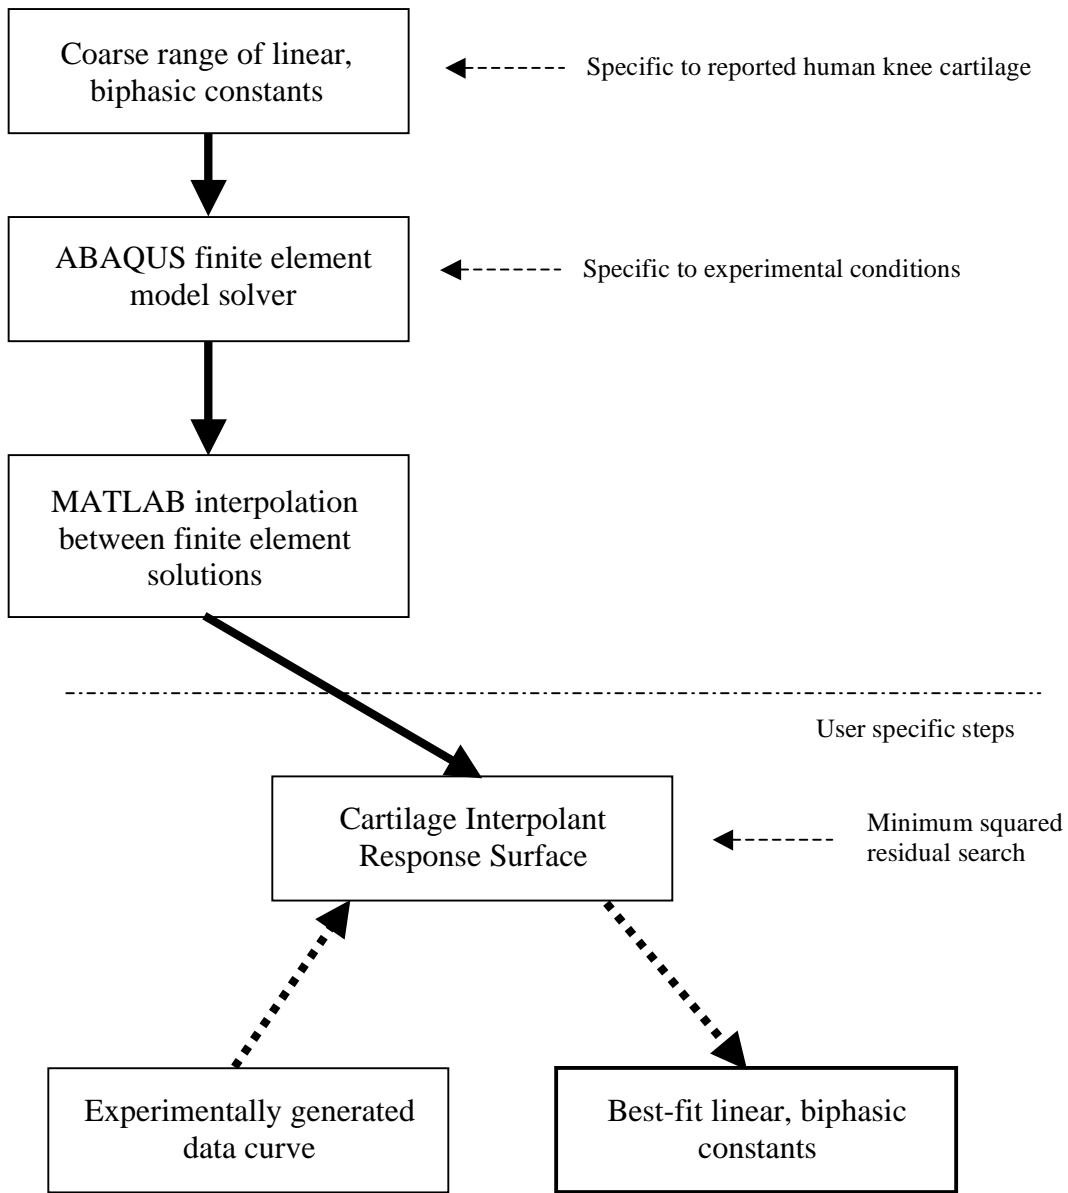 Coarse range of linear,
biphasic constants
Specific to reported human knee cartilage
ABAQUS finite element
model solver
Specific to experimental conditions
MATLAB interpolation
between finite element
solutions
User specific steps
Cartilage Interpolant
Response Surface
Minimum squared
residual search
Experimentally generated
data curve
Best-fit linear, biphasic
constants